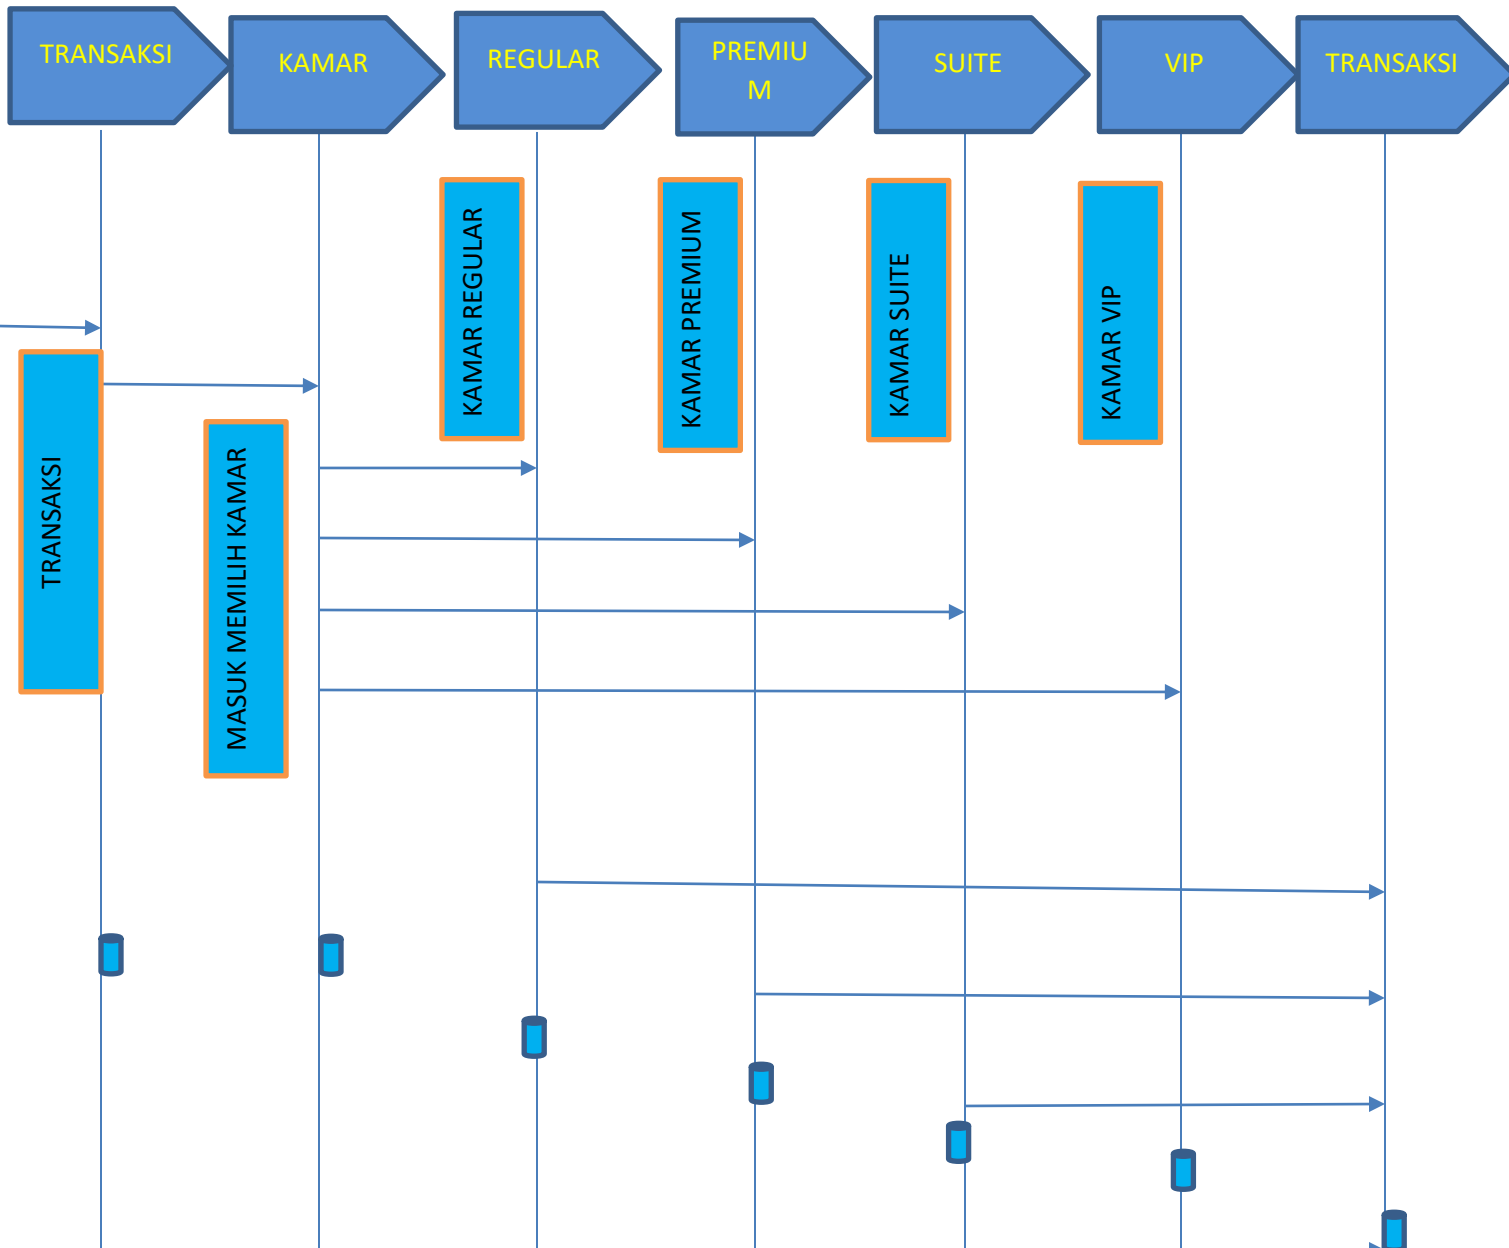 TRANSAKSI
KAMAR
REGULAR
PREMIU
M
SUITE
VIP
TRANSAKSI
KAMAR REGULAR
KAMAR PREMIUM
KAMAR SUITE
KAMAR VIP
TRANSAKSI
MASUK MEMILIH KAMAR